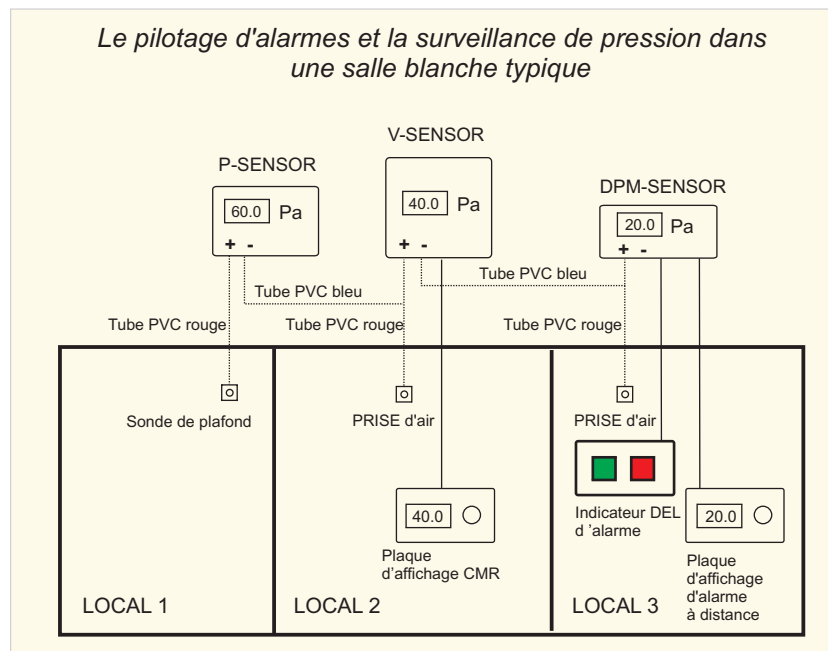 Le pilotage d'alarmes et la surveillance de pression dans
une salle blanche typique
P-SENSOR
60.0 Pa
+ -
V-SENSOR
40.0 Pa
+ -
DPM-SENSOR
20.0 Pa
+ -
Tube PVC bleu
Tube PVC bleu
Tube PVC rouge
Tube PVC rouge
Tube PVC rouge
Sonde de plafond
PRISE d'air
PRISE d'air
40.0
Plaque
d'affichage CMR
Indicateur DEL
d 'alarme
20.0
Plaque
d'affichage
d'alarme
à distance
LOCAL 1
LOCAL 2
LOCAL 3